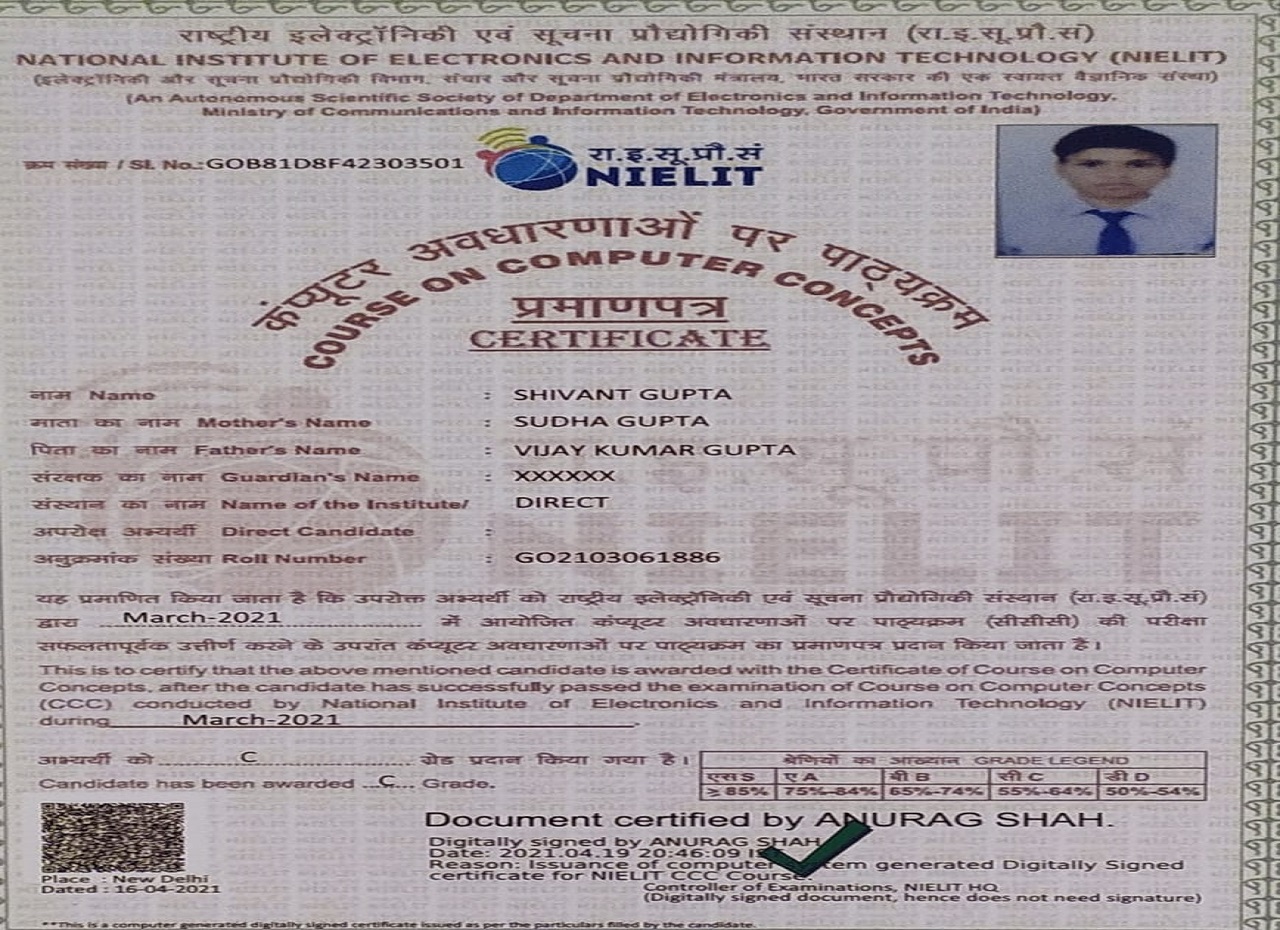 राष्ट्रीय इलेक्ट्रॉनिकी एवं सूचना प्रौद्योगिकी संस्थान (रा.इ.सू.प्रौ.सं)
NATIONAL INSTITUTE OF ELECTRONICS AND INFORMATION TECHNOLOGY (NIELIT)
(इलेक्ट्रॉनिकी और सूचना प्रौद्योगिकी विभाग, संचार और सूचना प्रौद्योगिकी मंत्रालय, भारत सरकार की एक स्वायत्त वैज्ञानिक संस्था)
(An Autonomous Scientific Society of Department of Electronics and Information Technology,
Ministry of Communications and Information Technology, Government of India)
क्रम संख्या / Sl. No.:GOB81D8F42303501
रा.इ.सू.प्रौ.सं
NIELIT
कंप्यूटर अवधारणाओं पर पाठ्यक्रम
COURSE ON COMPUTER CONCEPTS
प्रमाणपत्र
CERTIFICATE
नाम Name : SHIVANT GUPTA
माता का नाम Mother's Name : SUDHA GUPTA
पिता का नाम Father's Name : VIJAY KUMAR GUPTA
संरक्षक का नाम Guardian's Name : XXXXXX
संस्थान का नाम Name of the Institute/ DIRECT
अपरोक्ष अभ्यर्थी Direct Candidate :
अनुक्रमांक संख्या Roll Number : GO2103061886
यह प्रमाणित किया जाता है कि उपरोक्त अभ्यर्थी को राष्ट्रीय इलेक्ट्रॉनिकी एवं सूचना प्रौद्योगिकी संस्थान (रा.इ.सू.प्रौ.सं)
द्वारा March-2021 में आयोजित कंप्यूटर अवधारणाओं पर पाठ्यक्रम (सीसीसी) की परीक्षा
सफलतापूर्वक उत्तीर्ण करने के उपरांत कंप्यूटर अवधारणाओं पर पाठ्यक्रम का प्रमाणपत्र प्रदान किया जाता है।
This is to certify that the above mentioned candidate is awarded with the Certificate of Course on Computer
Concepts, after the candidate has successfully passed the examination of Course on Computer Concepts
(CCC) conducted by National Institute of Electronics and Information Technology (NIELIT)
during March-2021.
अभ्यर्थी को C ग्रेड प्रदान किया गया है।
Candidate has been awarded ...C... Grade.
श्रेणियों का आख्यान GRADE LEGEND
एस S ए A बी B सी C डी D
≥ 85% 75%-84% 65%-74% 55%-64% 50%-54%
Document certified by ANURAG SHAH.
Digitally signed by ANURAG SHAH
Date: 2021.04.19 20:46:09
Reason: Issuance of computer generated Digitally Signed
certificate for NIELIT CCC Course.
Place : New Delhi
Dated : 16-04-2021
Controller of Examinations, NIELIT HQ
(Digitally signed document, hence does not need signature)
**This is a computer generated digitally signed certificate issued as per the particulars filled by the candidate.